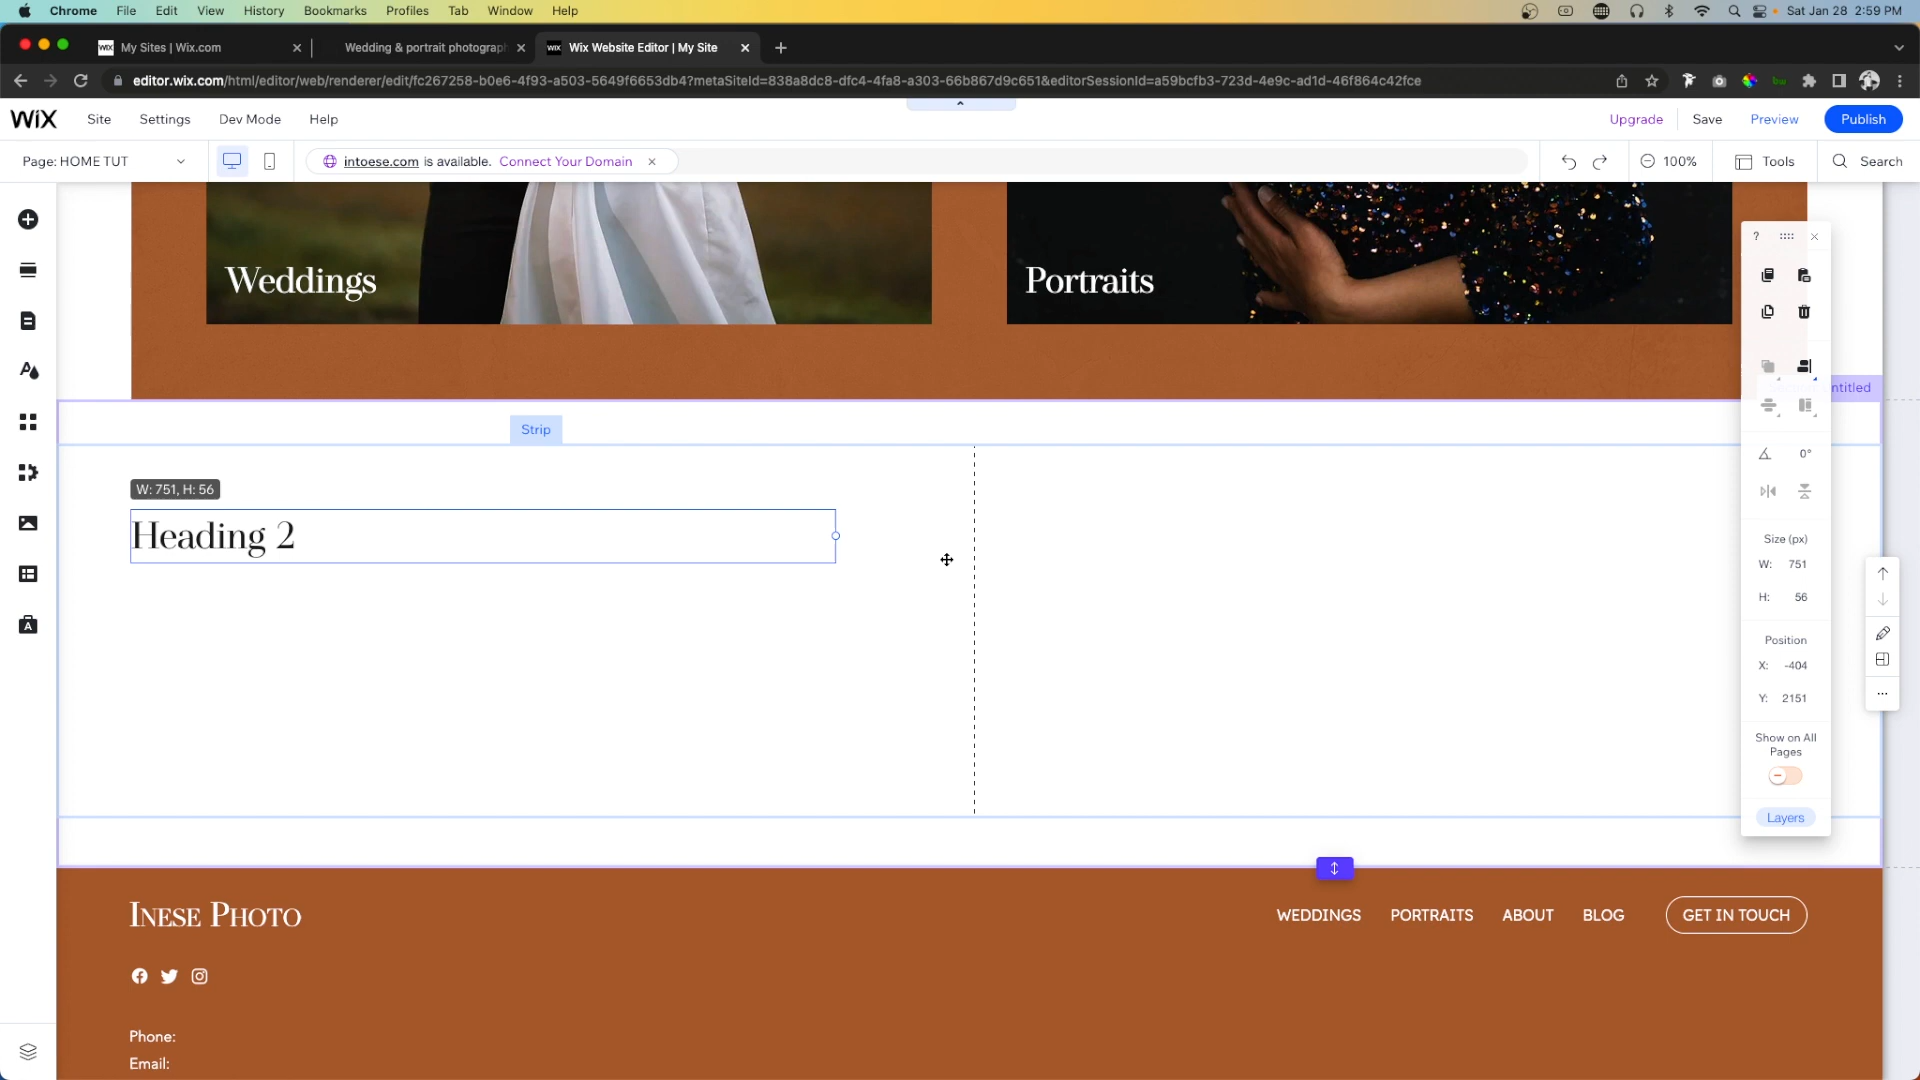 Chrome File Edit View History Bookmarks Profiles Tab Window Help Sat Jan 28 2:59 PM
WIX My Sites | Wix.com
Wedding & portrait photograph
WIX Wix Website Editor | My Site
editor.wix.com/html/editor/web/renderer/edit/fc267258-b0e6-4f93-a503-5649f6653db4?metaSiteId=838a8dc8-dfc4-4fa8-a303-66b867d9c651&editorSessionId=a59bcfb3-723d-4e9c-ad1d-46f864c42fce
WIX Site Settings Dev Mode Help Upgrade Save Preview Publish
Page: HOME TUT intoese.com is available. Connect Your Domain 100% Tools Search
Weddings
Portraits
?
ntitled
Strip
0°
W: 751, H: 56
Heading 2
Size (px)
W: 751
H: 56
Position
X: -404
Y: 2151
Show on All
Pages
Layers
INESE PHOTO WEDDINGS PORTRAITS ABOUT BLOG GET IN TOUCH
Phone:
Email: